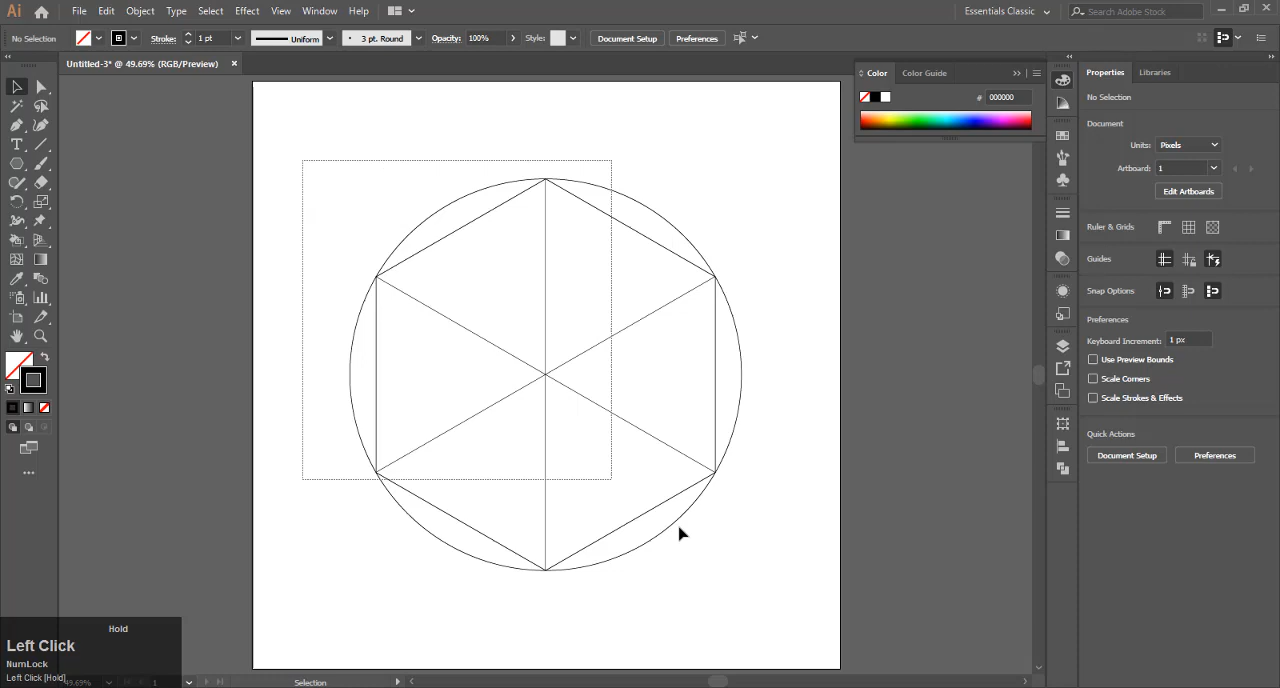 Ai File Edit Object Type Select Effect View Window Help Essentials Classic Search Adobe Stock
No Selection Stroke: 1 pt Uniform 3 pt. Round Opacity: 100% Style: Document Setup Preferences
Untitled-3* @ 49.69% (RGB/Preview) ×
Color Color Guide
# 000000
Properties Libraries
No Selection
Document
Units: Pixels
Artboard: 1
Edit Artboards
Ruler & Grids
Guides
Snap Options
Preferences
Keyboard Increment: 1 px
Use Preview Bounds
Scale Corners
Scale Strokes & Effects
Quick Actions
Document Setup Preferences
Hold
Left Click
NumLock
Left Click [Hold]
49.69% 1 Selection